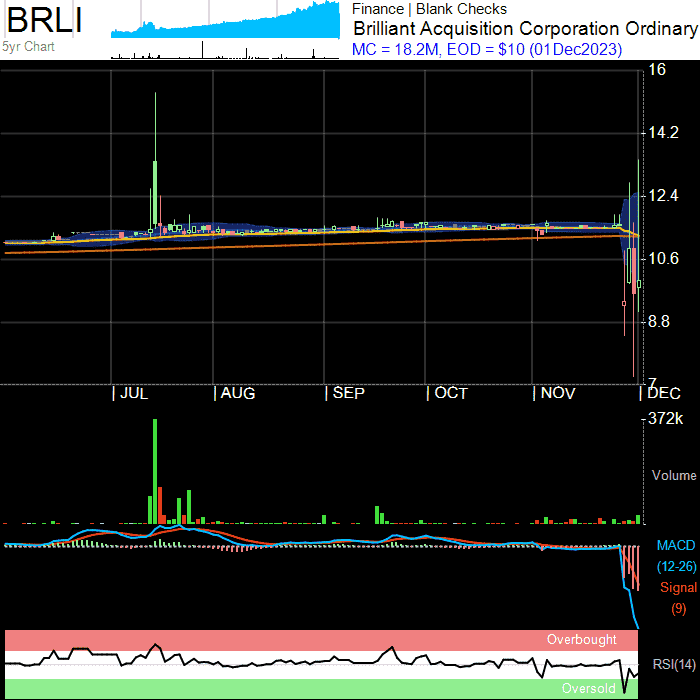 BRLI
5yr Chart
Finance | Blank Checks
Brilliant Acquisition Corporation Ordinary
MC = 18.2M, EOD = $10 (01Dec2023)
16
14.2
12.4
10.6
8.8
7
JUL
AUG
SEP
OCT
NOV
DEC
372k
Volume
MACD
(12-26)
Signal
(9)
Overbought
RSI(14)
Oversold